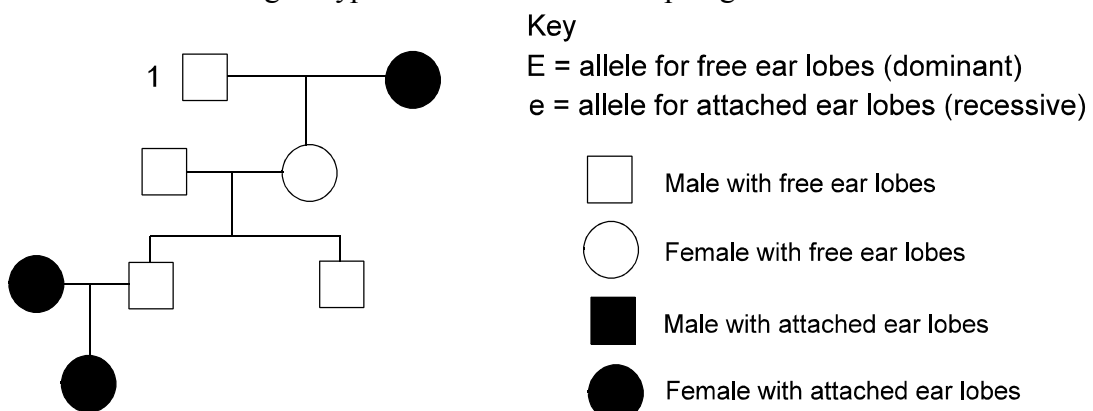 Key
E = allele for free ear lobes (dominant)
e = allele for attached ear lobes (recessive)
1
Male with free ear lobes
Female with free ear lobes
Male with attached ear lobes
Female with attached ear lobes